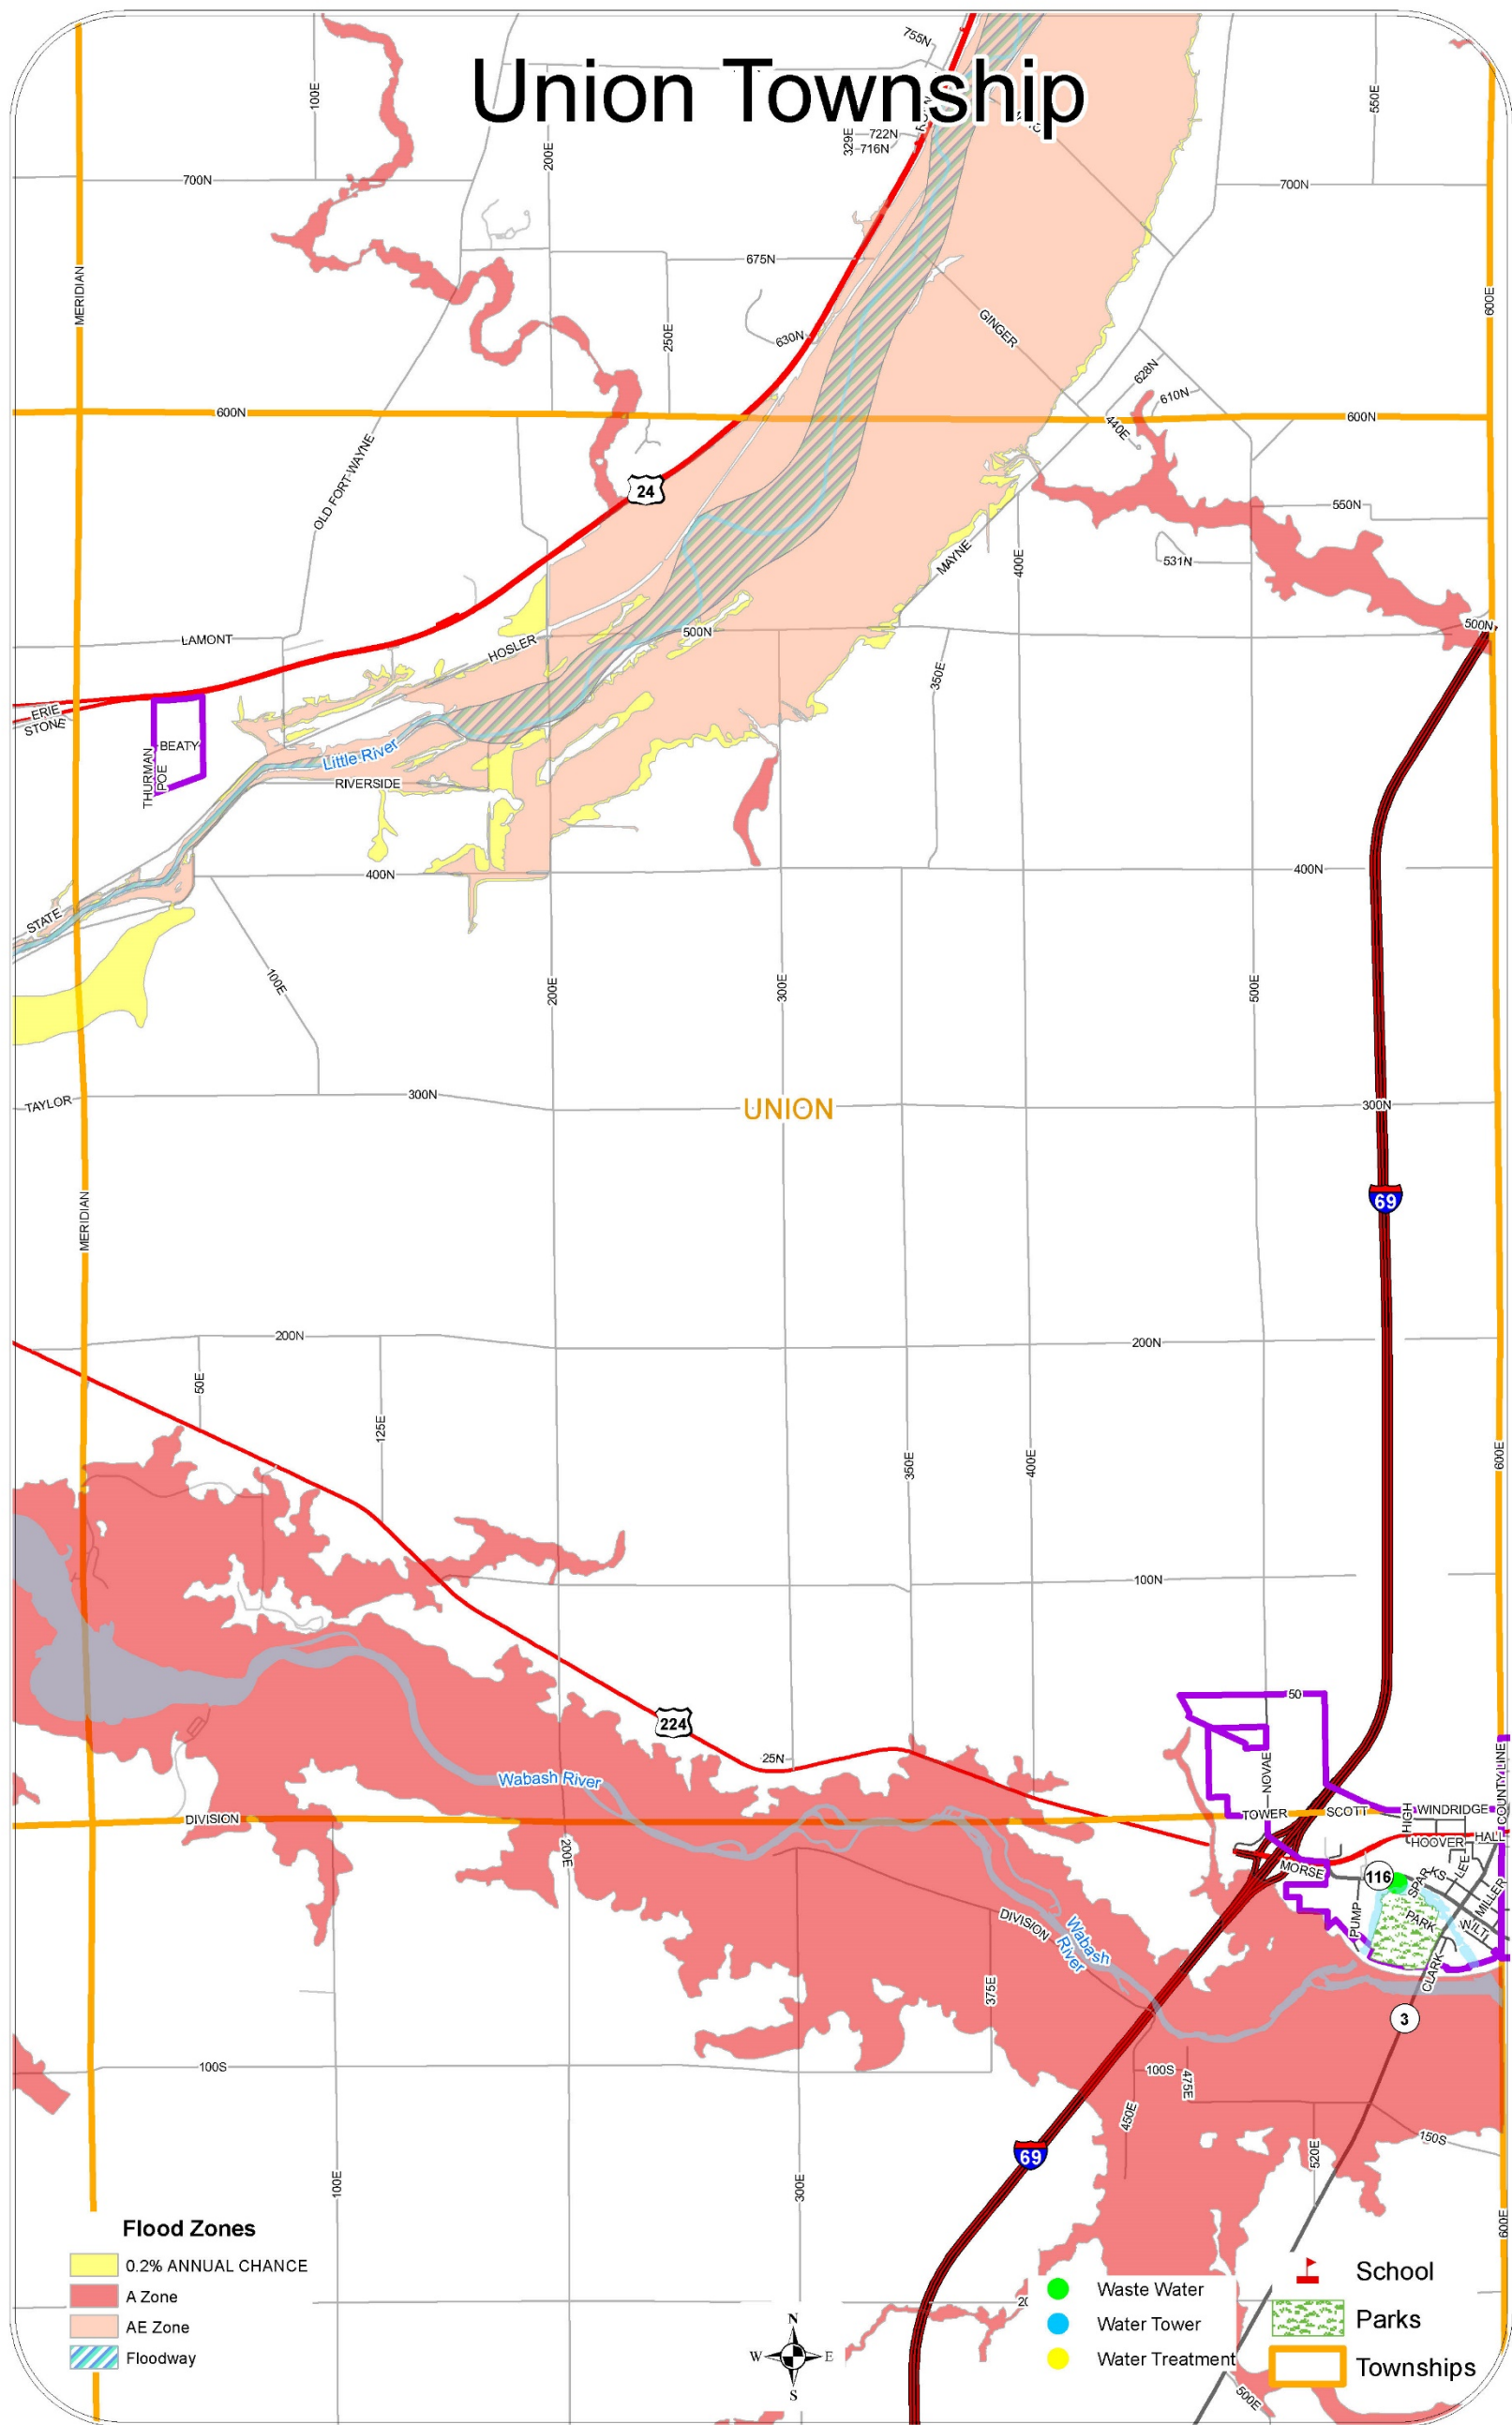 Union Township
755N
100E
550E
329E
722N
716N
200E
700N
700N
MERIDIAN
675N
250E
630N
GINGER
600E
628N
610N
440E
600N
600N
OLD FORT WAYNE
24
550N
MAYNE
400E
531N
LAMONT
HOSLER
500N
500N
350E
ERIE
STONE
BEATY
THURMAN
POE
Little River
RIVERSIDE
400N
400N
STATE
100E
200E
300E
500E
TAYLOR
300N
UNION
300N
MERIDIAN
69
200N
200N
50E
125E
350E
400E
600E
100N
50
224
25N
NOVAE
COUNTY LINE
Wabash River
DIVISION
TOWER
SCOTT
HIGH
WINDRIDGE
HOOVER
HALL
200E
MORSE
116
SPARKS
LEE
MILLER
PUMP
PARK
WILT
DIVISION
Wabash
River
CLARK
375E
3
100S
100S
475E
450E
150S
520E
69
100E
300E
600E
Flood Zones
0.2% ANNUAL CHANCE
A Zone
AE Zone
Floodway
N
W
E
S
20
Waste Water
Water Tower
Water Treatment
School
Parks
Townships
500E